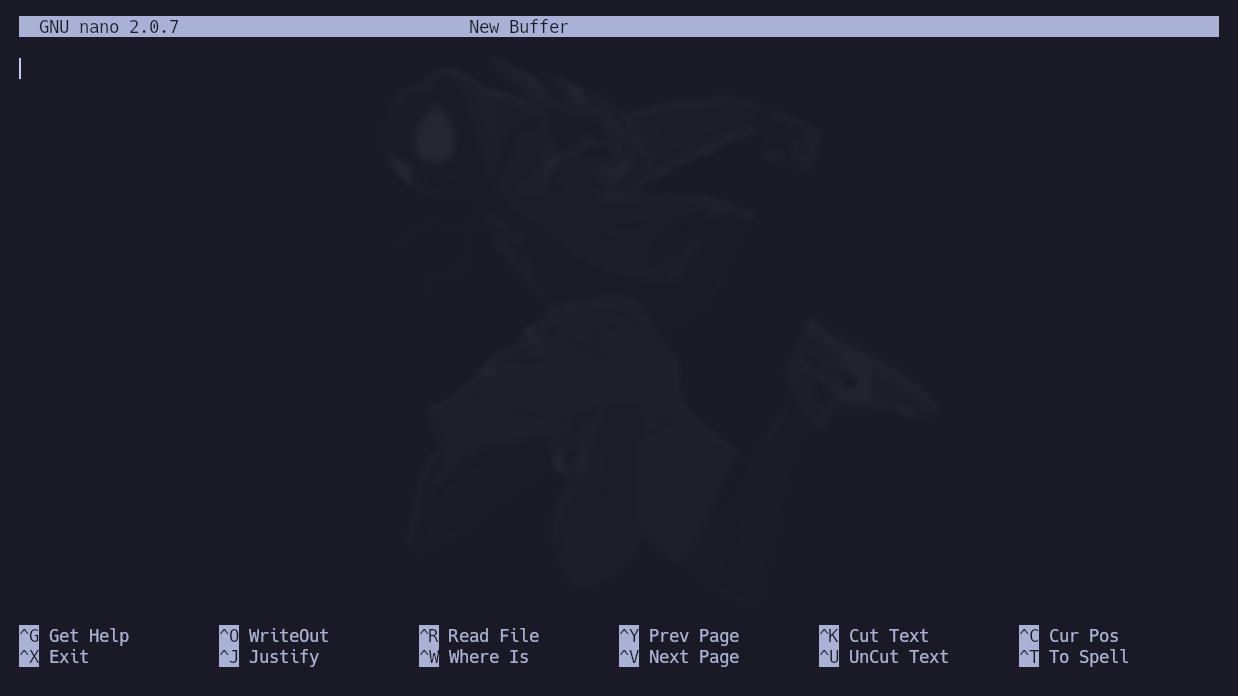 GNU nano 2.0.7 New Buffer
^G Get Help ^O WriteOut ^R Read File ^Y Prev Page ^K Cut Text ^C Cur Pos
^X Exit ^J Justify ^W Where Is ^V Next Page ^U UnCut Text ^T To Spell